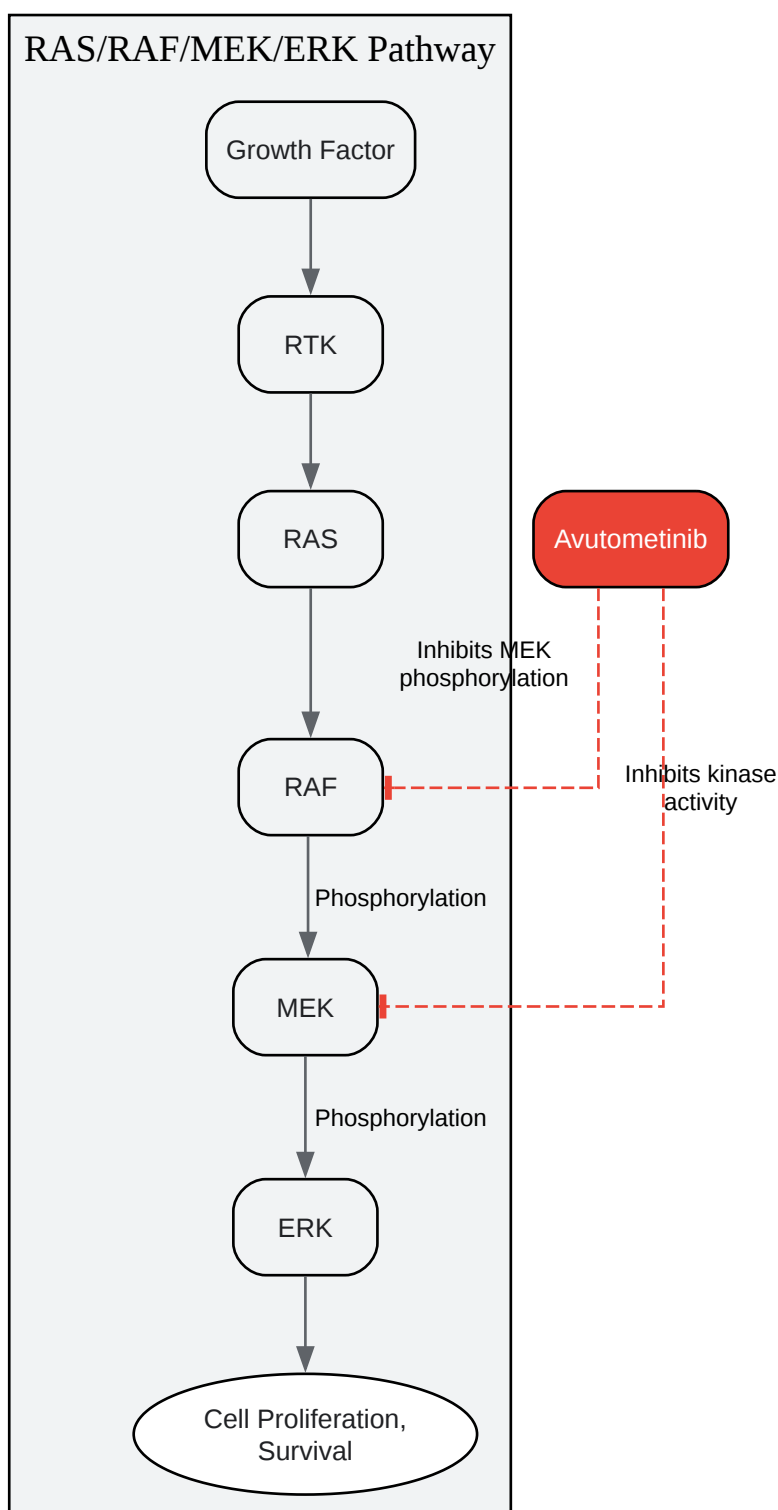 RAS/RAF/MEK/ERK Pathway
Growth Factor
RTK
RAS
Avutometinib
Inhibits MEK
phosphorylation
RAF
Inhibits kinase
activity
Phosphorylation
MEK
Phosphorylation
ERK
Cell Proliferation,
Survival